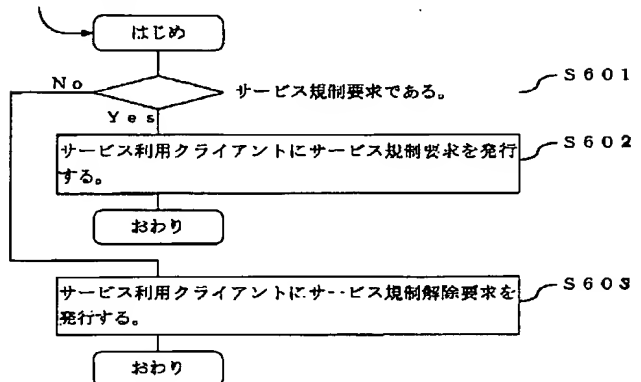 はじめ
No
サービス規制要求である。
S601
Yes
サービス利用クライアントにサービス規制要求を発行
する。
S602
おわり
サービス利用クライアントにサービス規制解除要求を
発行する。
S603
おわり